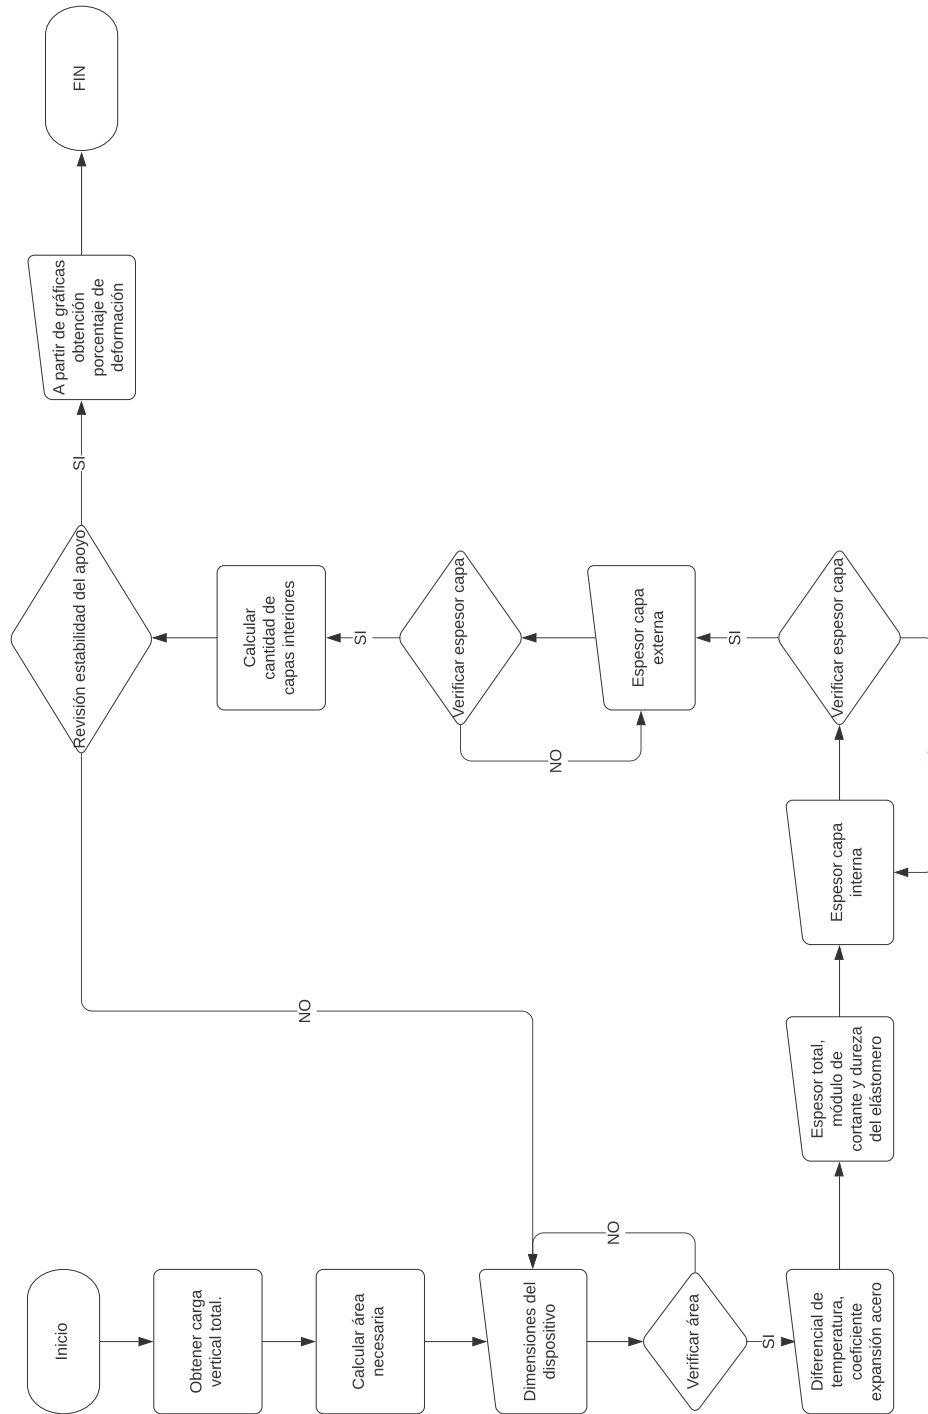 Inicio
Obtener carga
vertical total.
Calcular área
necesaria
Dimensiones del
dispositivo
NO
Verificar área
SI
Diferencial de
temperatura,
coeficiente
expansión acero
Espesor total,
módulo de
cortante y dureza
del elástomero
Espesor capa
interna
Verificar espesor capa
SI
Espesor capa
externa
NO
Verificar espesor capa
SI
Calcular
cantidad de
capas interiores
Revisión estabilidad del apoyo
NO
SI
A partir de gráficas
obtención
porcentaje de
deformación
FIN